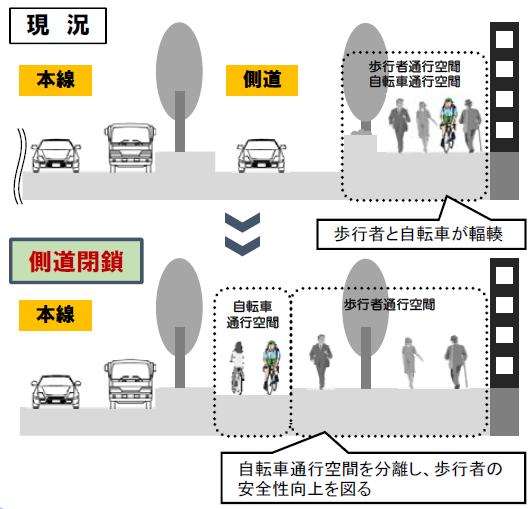 現況
本線
側道
歩行者通行空間
自転車通行空間
歩行者と自転車が輻輳
側道閉鎖
本線
自転車
通行空間
歩行者通行空間
自転車通行空間を分離し、歩行者の
安全性向上を図る